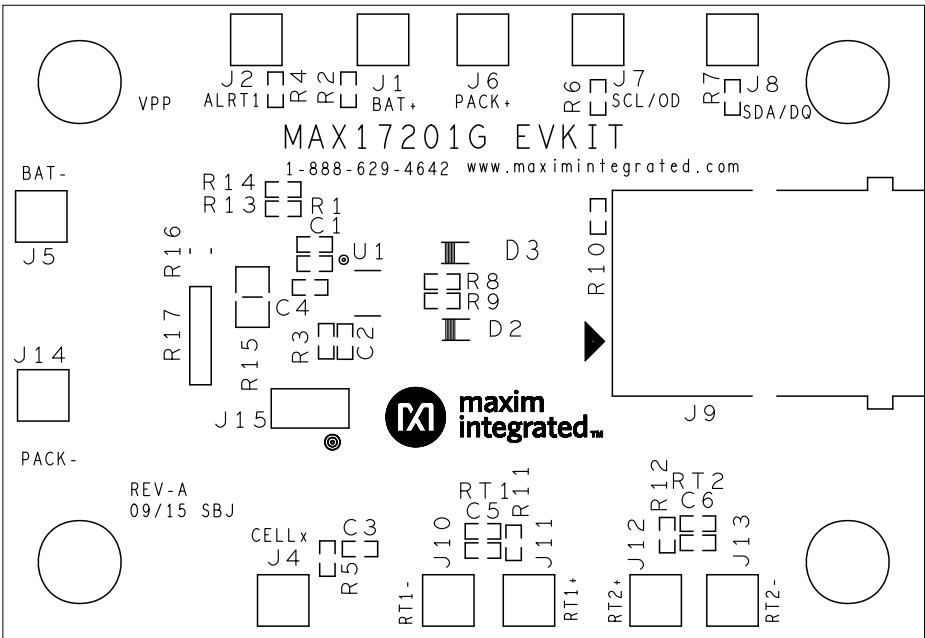 J2
ALRT1
R4
R2
J1
BAT+
J6
PACK+
R6
J7
SCL/OD
R7
J8
SDA/DQ
VPP
MAX17201G EVKIT
1-888-629-4642 www.maximintegrated.com
BAT-
J5
R14
R13
R1
C1
U1
R16
D3
R10
R8
R9
C4
R17
R15
R3
C2
D2
J14
J15
maxim
integrated™
J9
PACK-
REV-A
09/15 SBJ
CELLx
J4
R5
C3
RT1
C5
R11
J10
J11
RT1-
RT1+
R12
RT2
C6
J12
J13
RT2+
RT2-